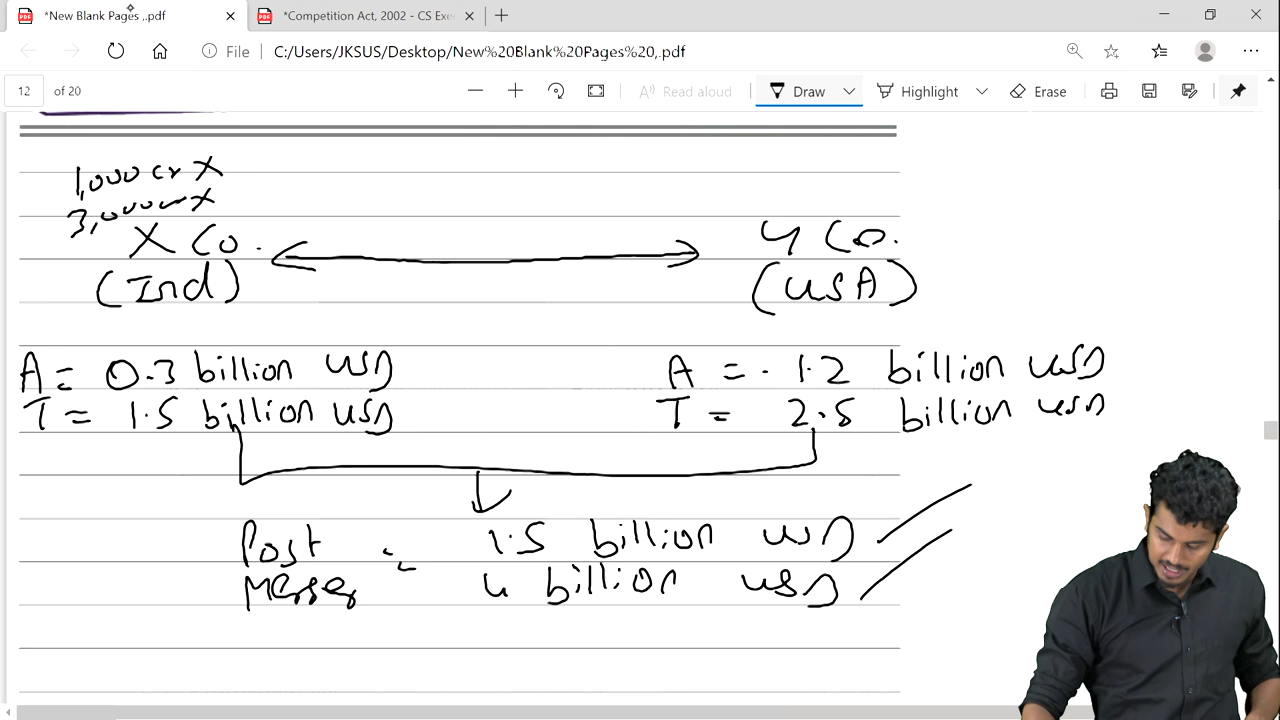 *New Blank Pages ,.pdf
*Competition Act, 2002 - CS Exe
File
C:/Users/JKSUS/Desktop/New%20Blank%20Pages%20,.pdf
12 of 20
Read aloud
Draw
Highlight
Erase
1,000 cr X
3,000 cr X
X Co.
(Ind)
Y Co.
(USA)
A = 0.3 billion USD
T = 1.5 billion USD
A = 1.2 billion USD
T = 2.5 billion USD
Post 1.5 billion USD
Merger = 4 billion USD